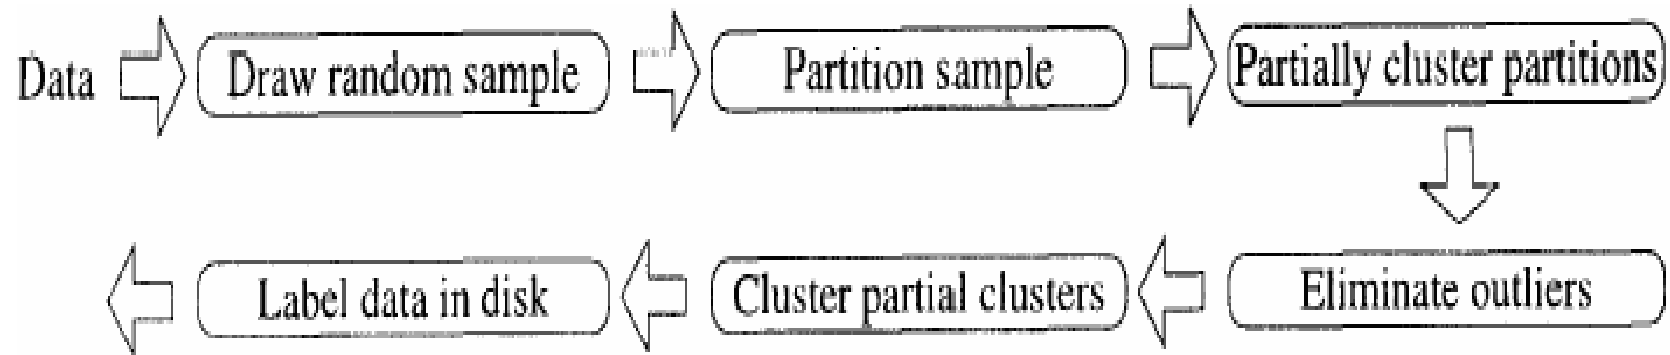 Data
Draw random sample
Partition sample
Partially cluster partitions
Eliminate outliers
Cluster partial clusters
Label data in disk